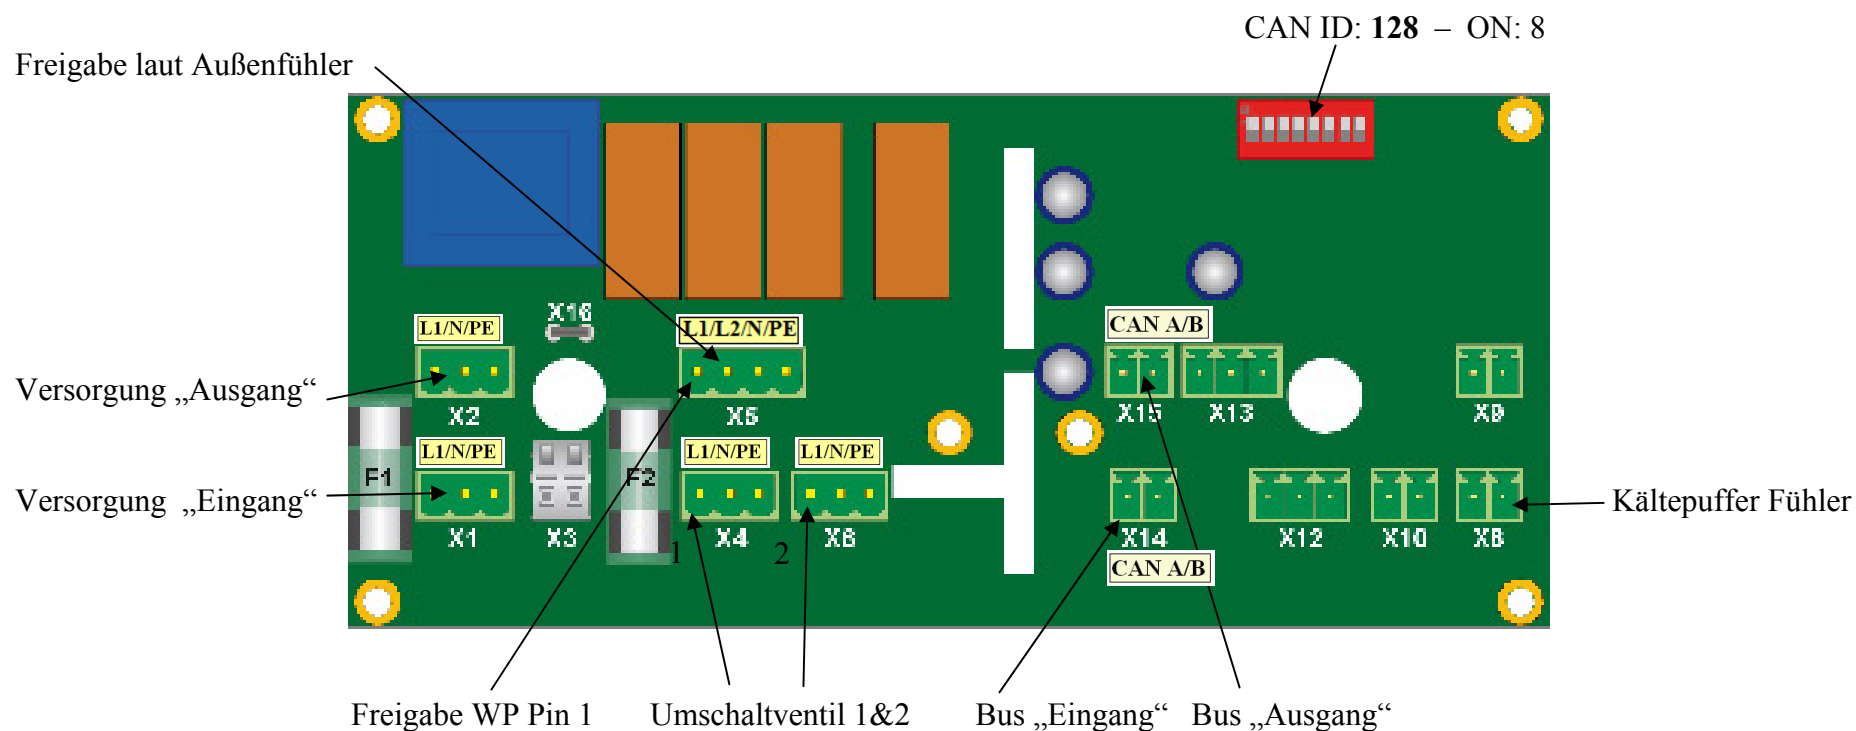 CAN ID: 128 – ON: 8
Freigabe laut Außenfühler
X16
L1/N/PE
L1/L2/N/PE
CAN A/B
Versorgung „Ausgang“
X2
X5
X15
X13
X9
L1/N/PE
L1/N/PE
L1/N/PE
F1
F2
Versorgung „Eingang“
Kältepuffer Fühler
X1
X3
X4
X6
X14
X12
X10
X8
1
2
CAN A/B
Freigabe WP Pin 1
Umschaltventil 1&2
Bus „Eingang“
Bus „Ausgang“